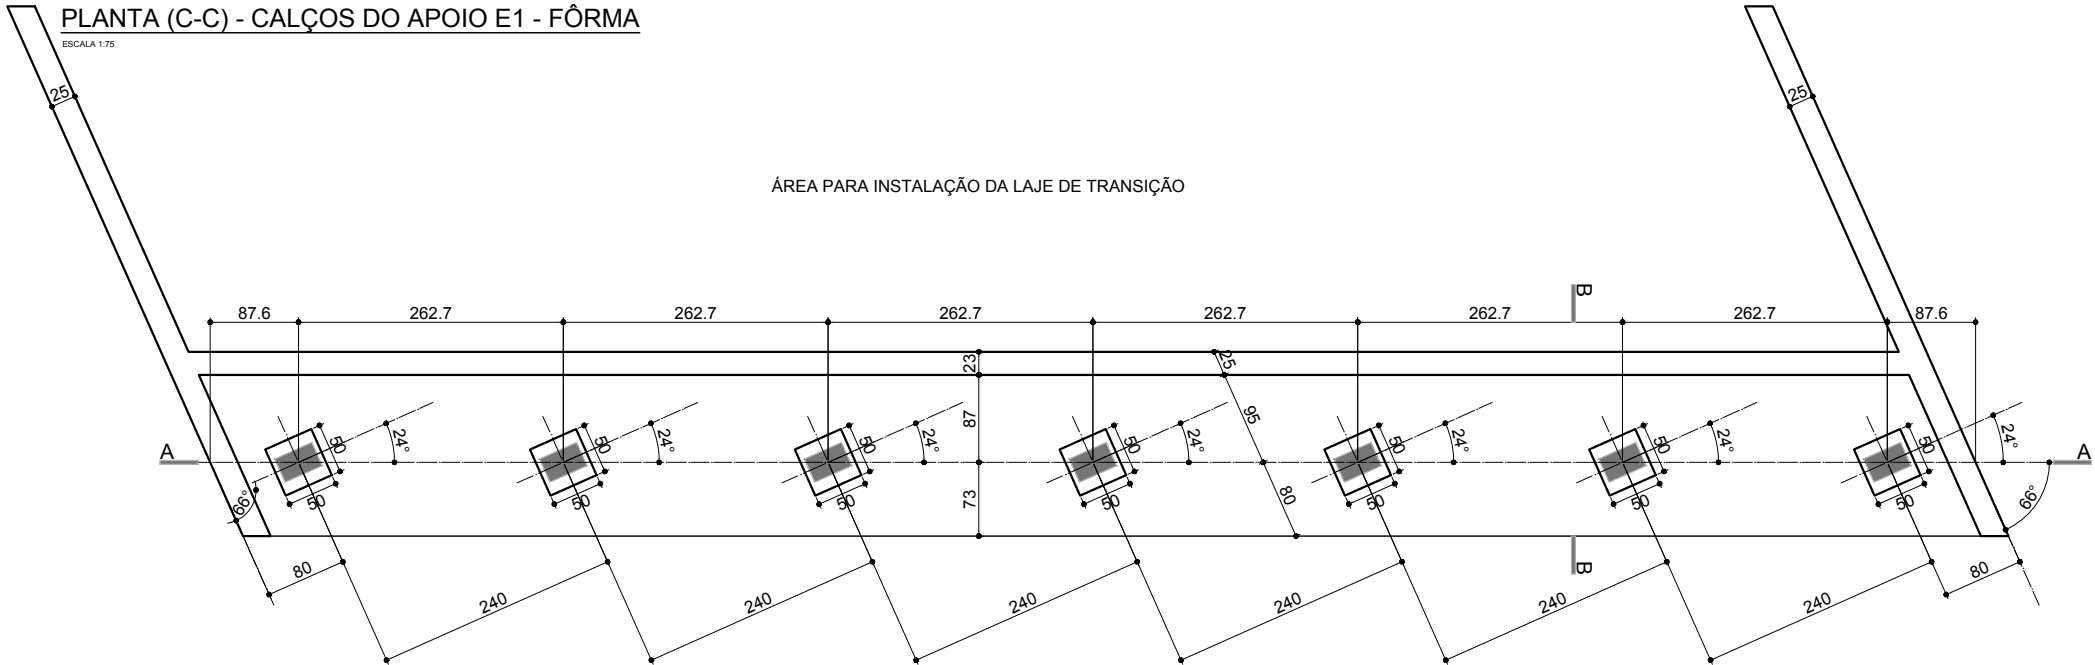 PLANTA (C-C) - CALÇOS DO APOIO E1 - FÔRMA
ESCALA 1:75
25
25
ÁREA PARA INSTALAÇÃO DA LAJE DE TRANSIÇÃO
B
87.6 262.7 262.7 262.7 262.7 262.7 262.7 87.6
23 25
87 95
50 24° 50 24° 50 24° 50 24° 50 24° 50 24° 50 24°
A A
66° 50 50 50 73 50 80 50 50 50 66°
B
80 80
240 240 240 240 240 240